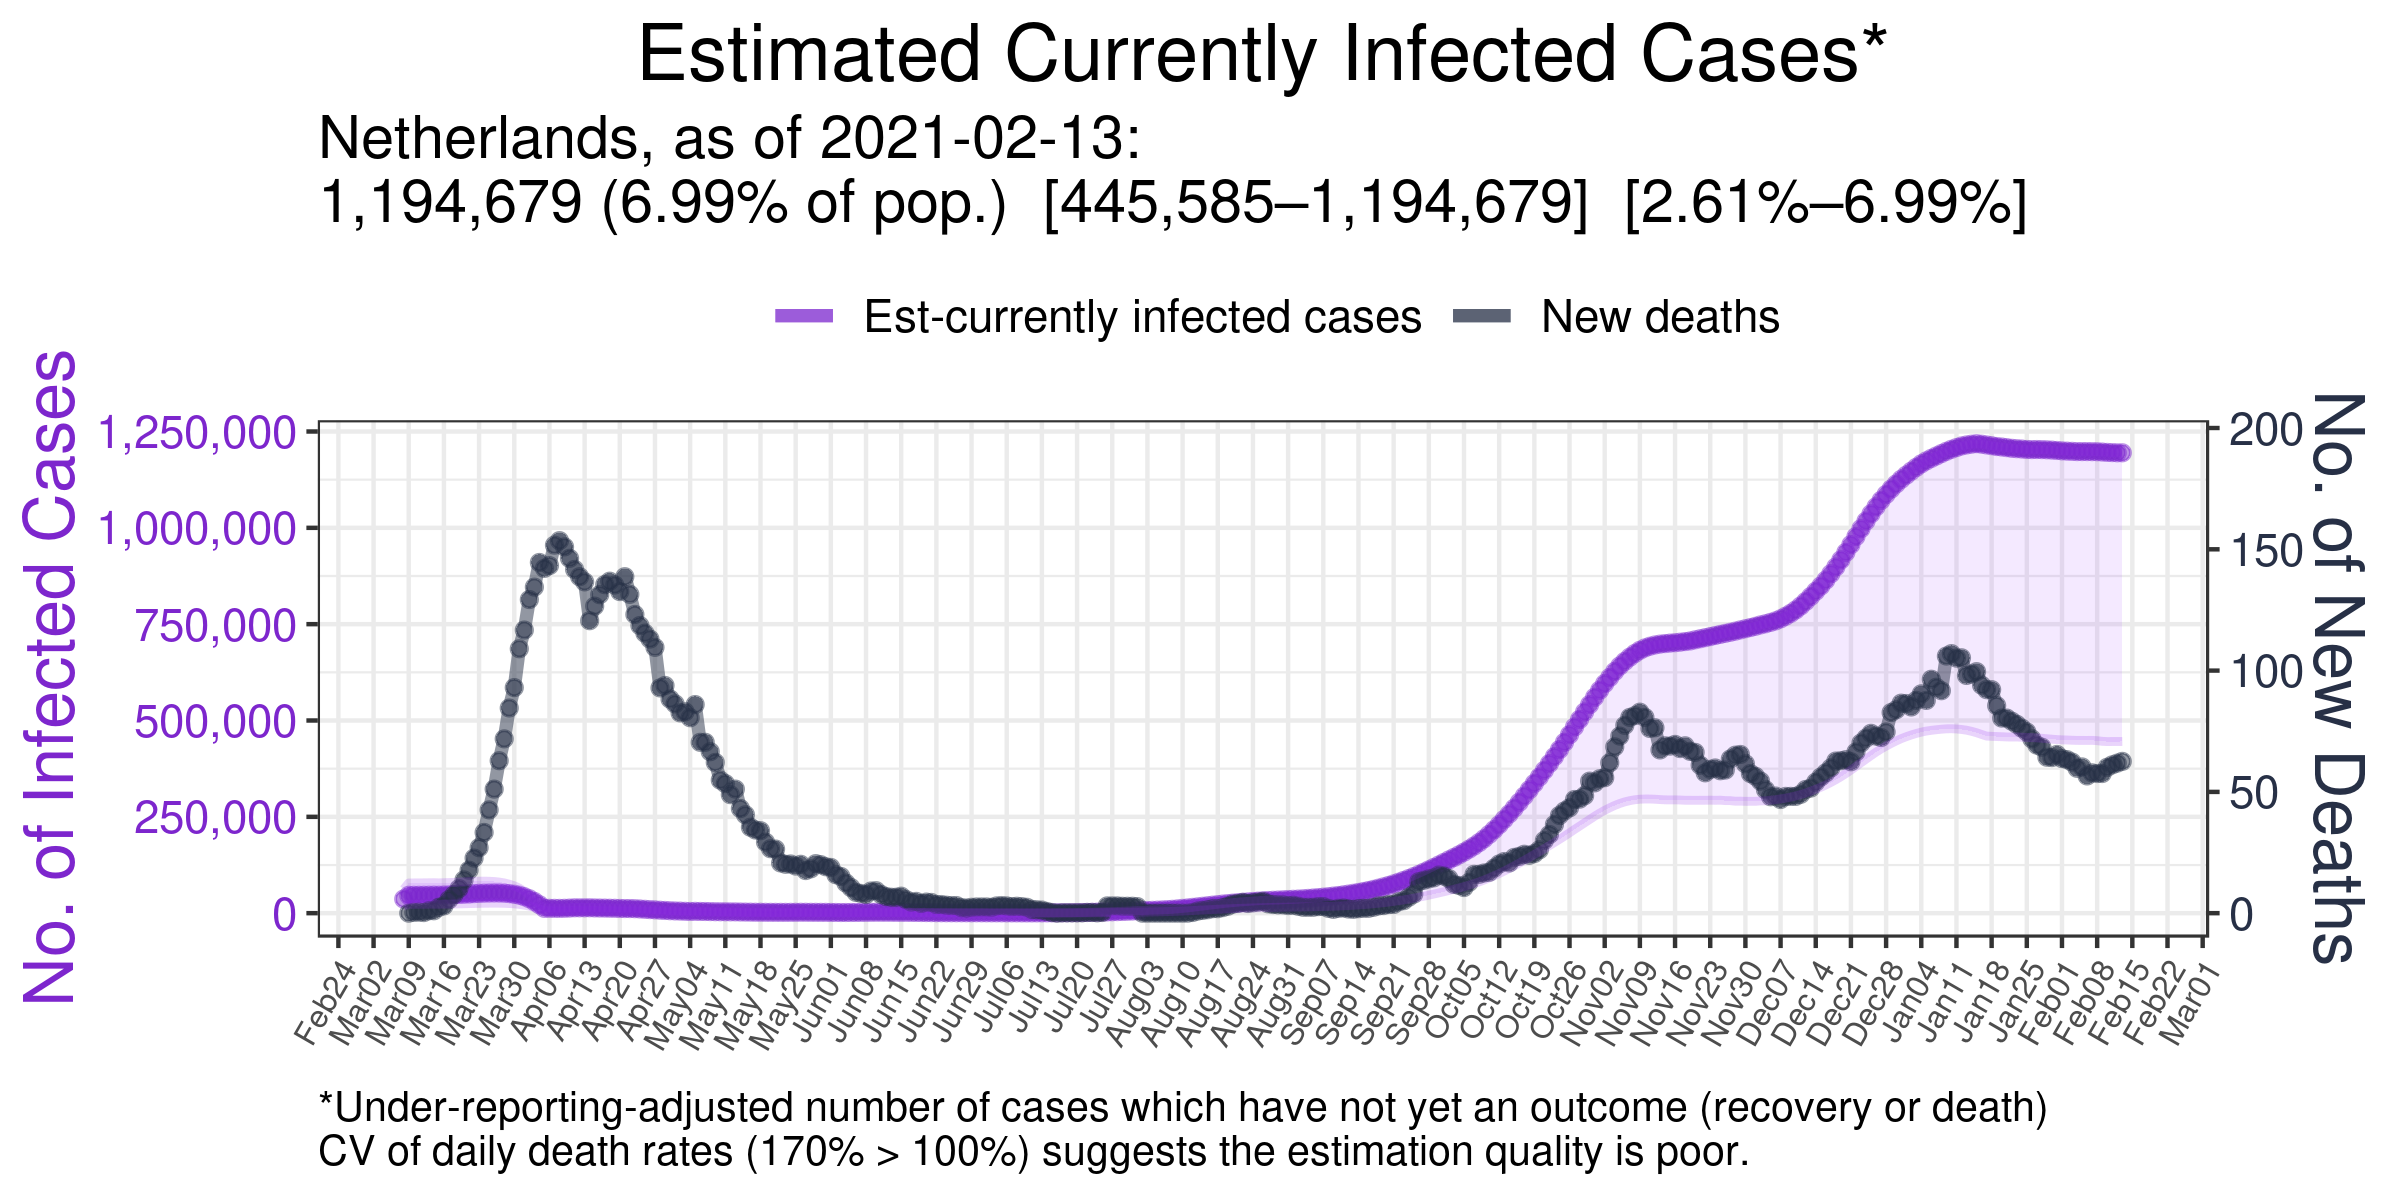 Estimated Currently Infected Cases*
Netherlands, as of 2021-02-13:
1,194,679 (6.99% of pop.) [445,585–1,194,679] [2.61%–6.99%]
Est-currently infected cases New deaths
No. of Infected Cases
1,250,000
1,000,000
750,000
500,000
250,000
0
200
150
100
50
0
No. of New Deaths
Feb24 Mar02 Mar09 Mar16 Mar23 Mar30 Apr06 Apr13 Apr20 Apr27 May04 May11 May18 May25 Jun01 Jun08 Jun15 Jun22 Jun29 Jul06 Jul13 Jul20 Jul27 Aug03 Aug10 Aug17 Aug24 Aug31 Sep07 Sep14 Sep21 Sep28 Oct05 Oct12 Oct19 Oct26 Nov02 Nov09 Nov16 Nov23 Nov30 Dec07 Dec14 Dec21 Dec28 Jan04 Jan11 Jan18 Jan25 Feb01 Feb08 Feb15 Feb22 Mar01
*Under-reporting-adjusted number of cases which have not yet an outcome (recovery or death)
CV of daily death rates (170% > 100%) suggests the estimation quality is poor.